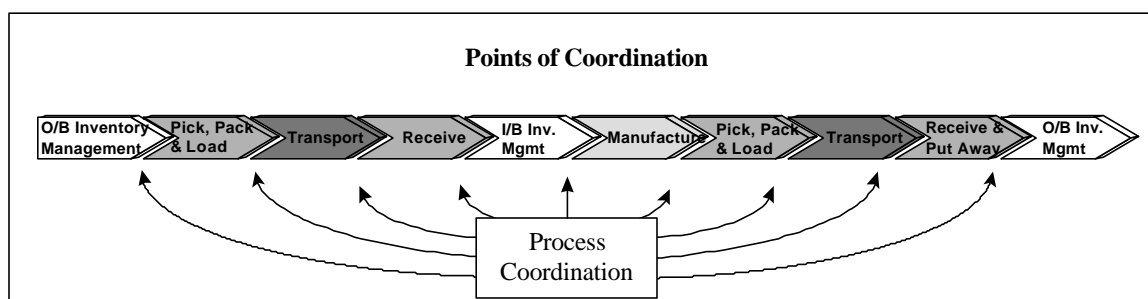 Points of Coordination
O/B Inventory
Management
Pick, Pack
& Load
Transport
Receive
I/B Inv.
Mgmt
Manufacture
Pick, Pack
& Load
Transport
Receive &
Put Away
O/B Inv.
Mgmt
Process
Coordination